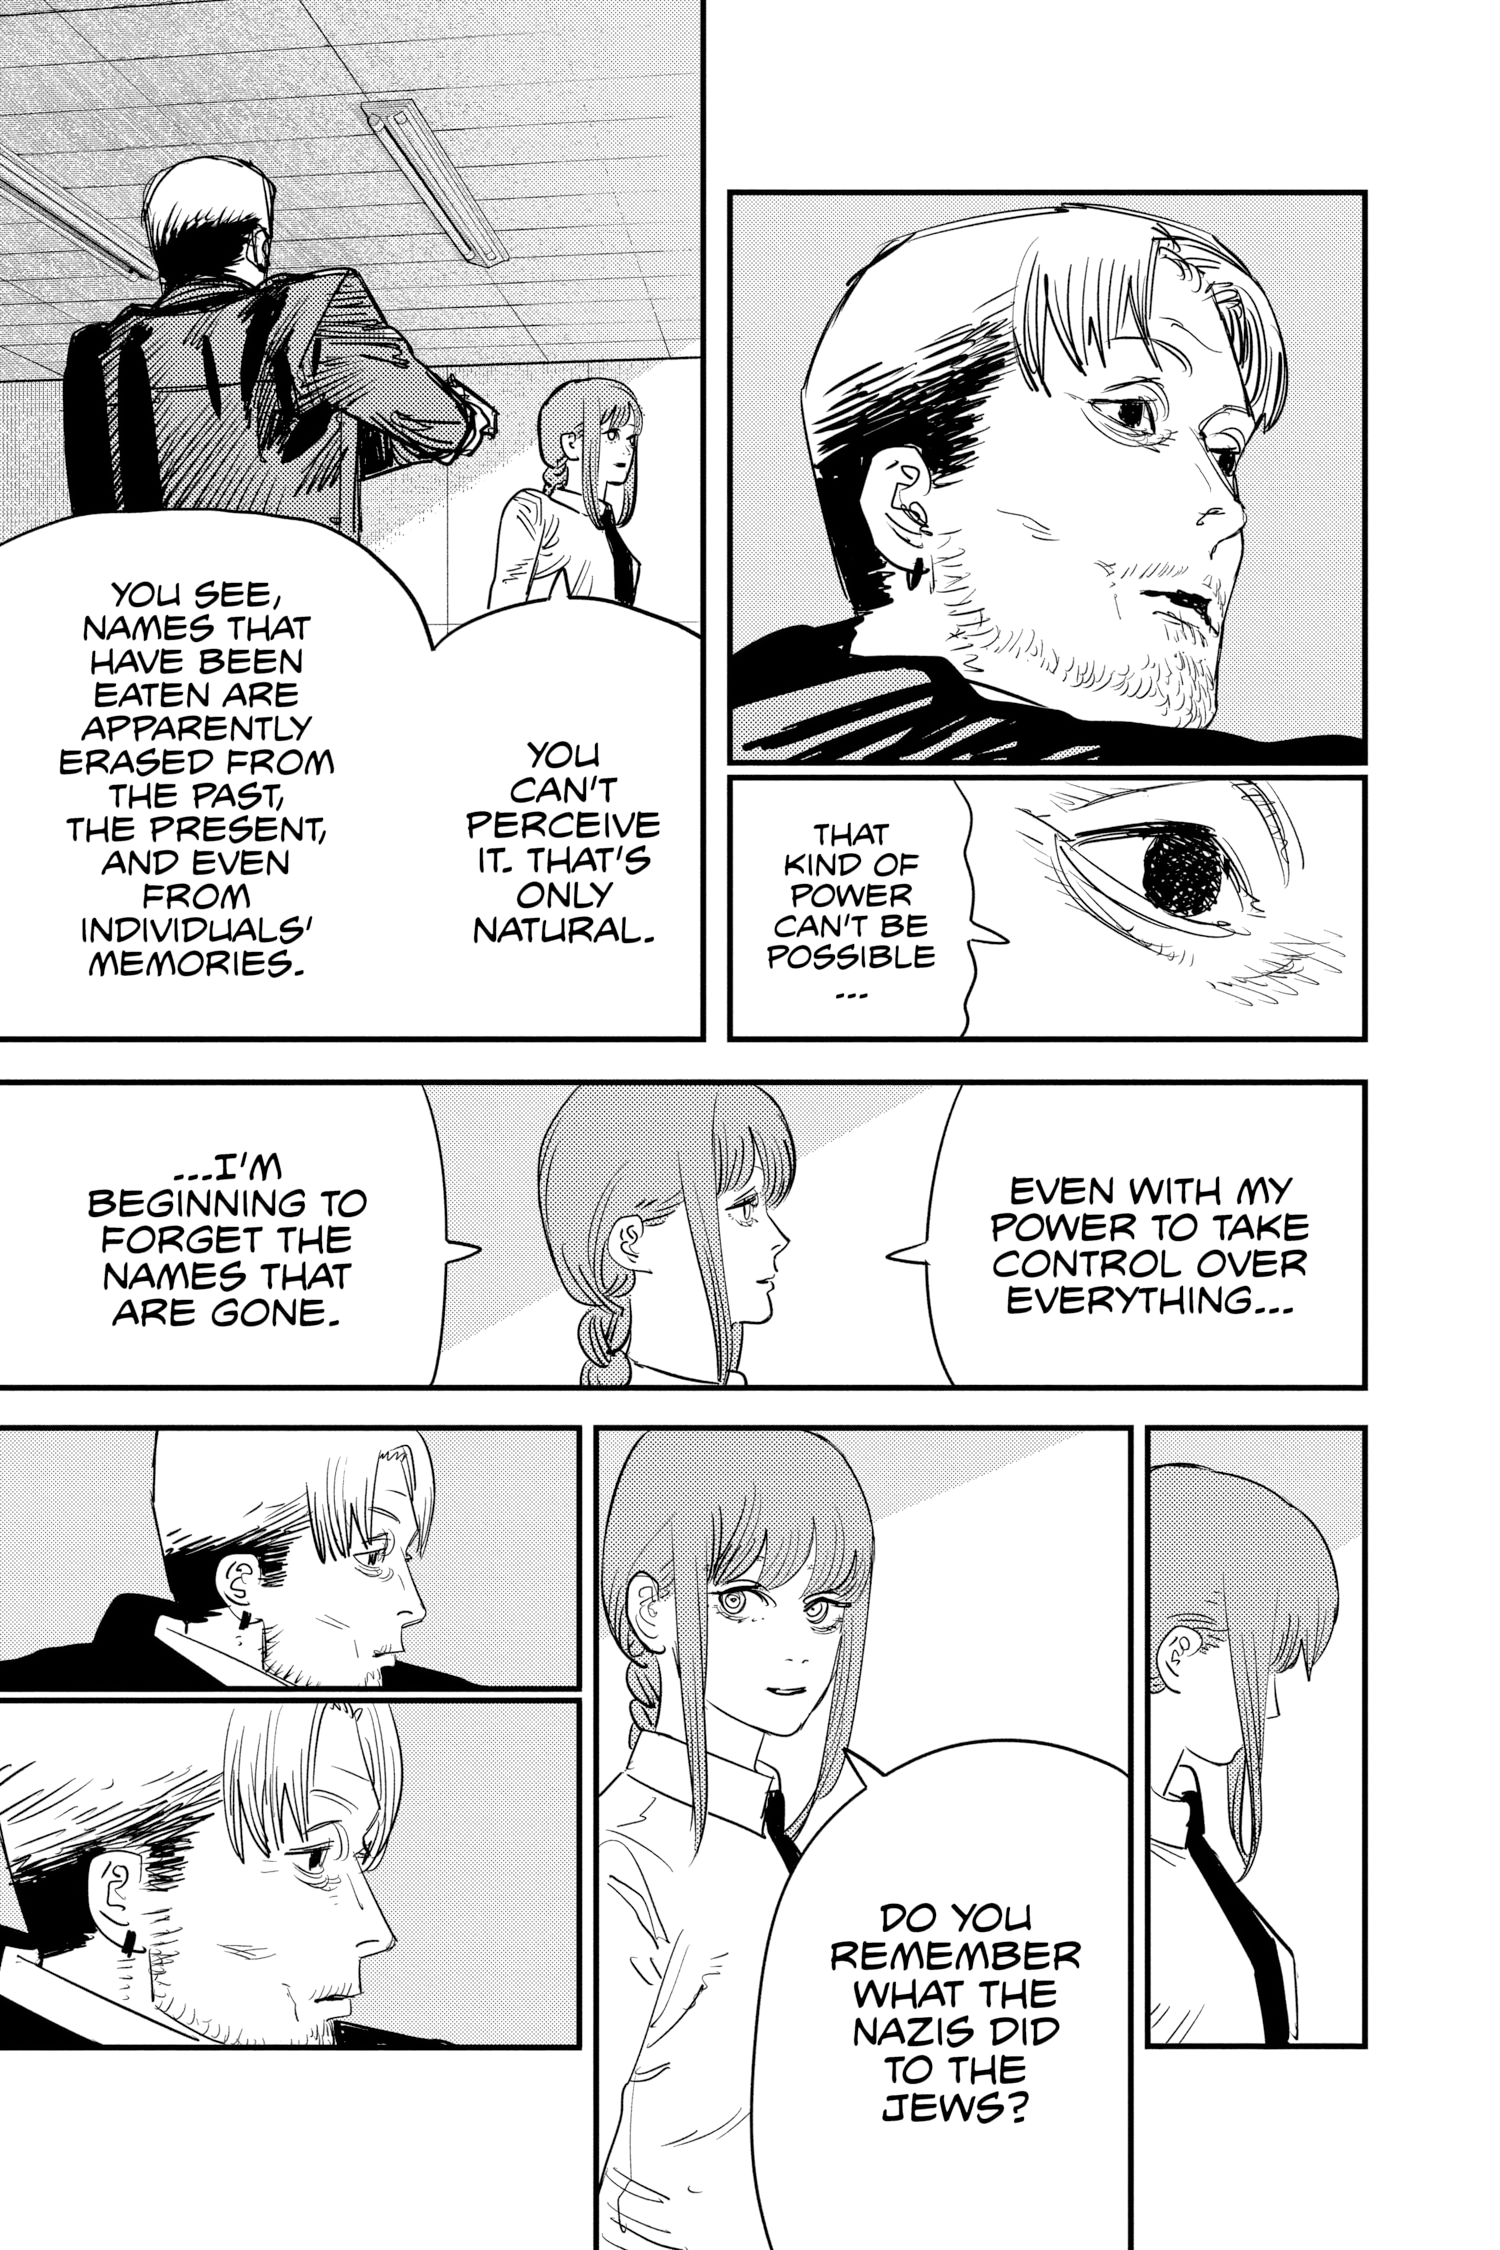 THAT
KIND OF
POWER
CAN'T BE
POSSIBLE
...
YOU
CAN'T
PERCEIVE
IT. THAT'S
ONLY
NATURAL.
YOU SEE,
NAMES THAT
HAVE BEEN
EATEN ARE
APPARENTLY
ERASED FROM
THE PAST,
THE PRESENT,
AND EVEN
FROM
INDIVIDUALS'
MEMORIES.
EVEN WITH MY
POWER TO TAKE
CONTROL OVER
EVERYTHING...
...I'M
BEGINNING TO
FORGET THE
NAMES THAT
ARE GONE.
DO YOU
REMEMBER
WHAT THE
NAZIS DID
TO THE
JEWS?